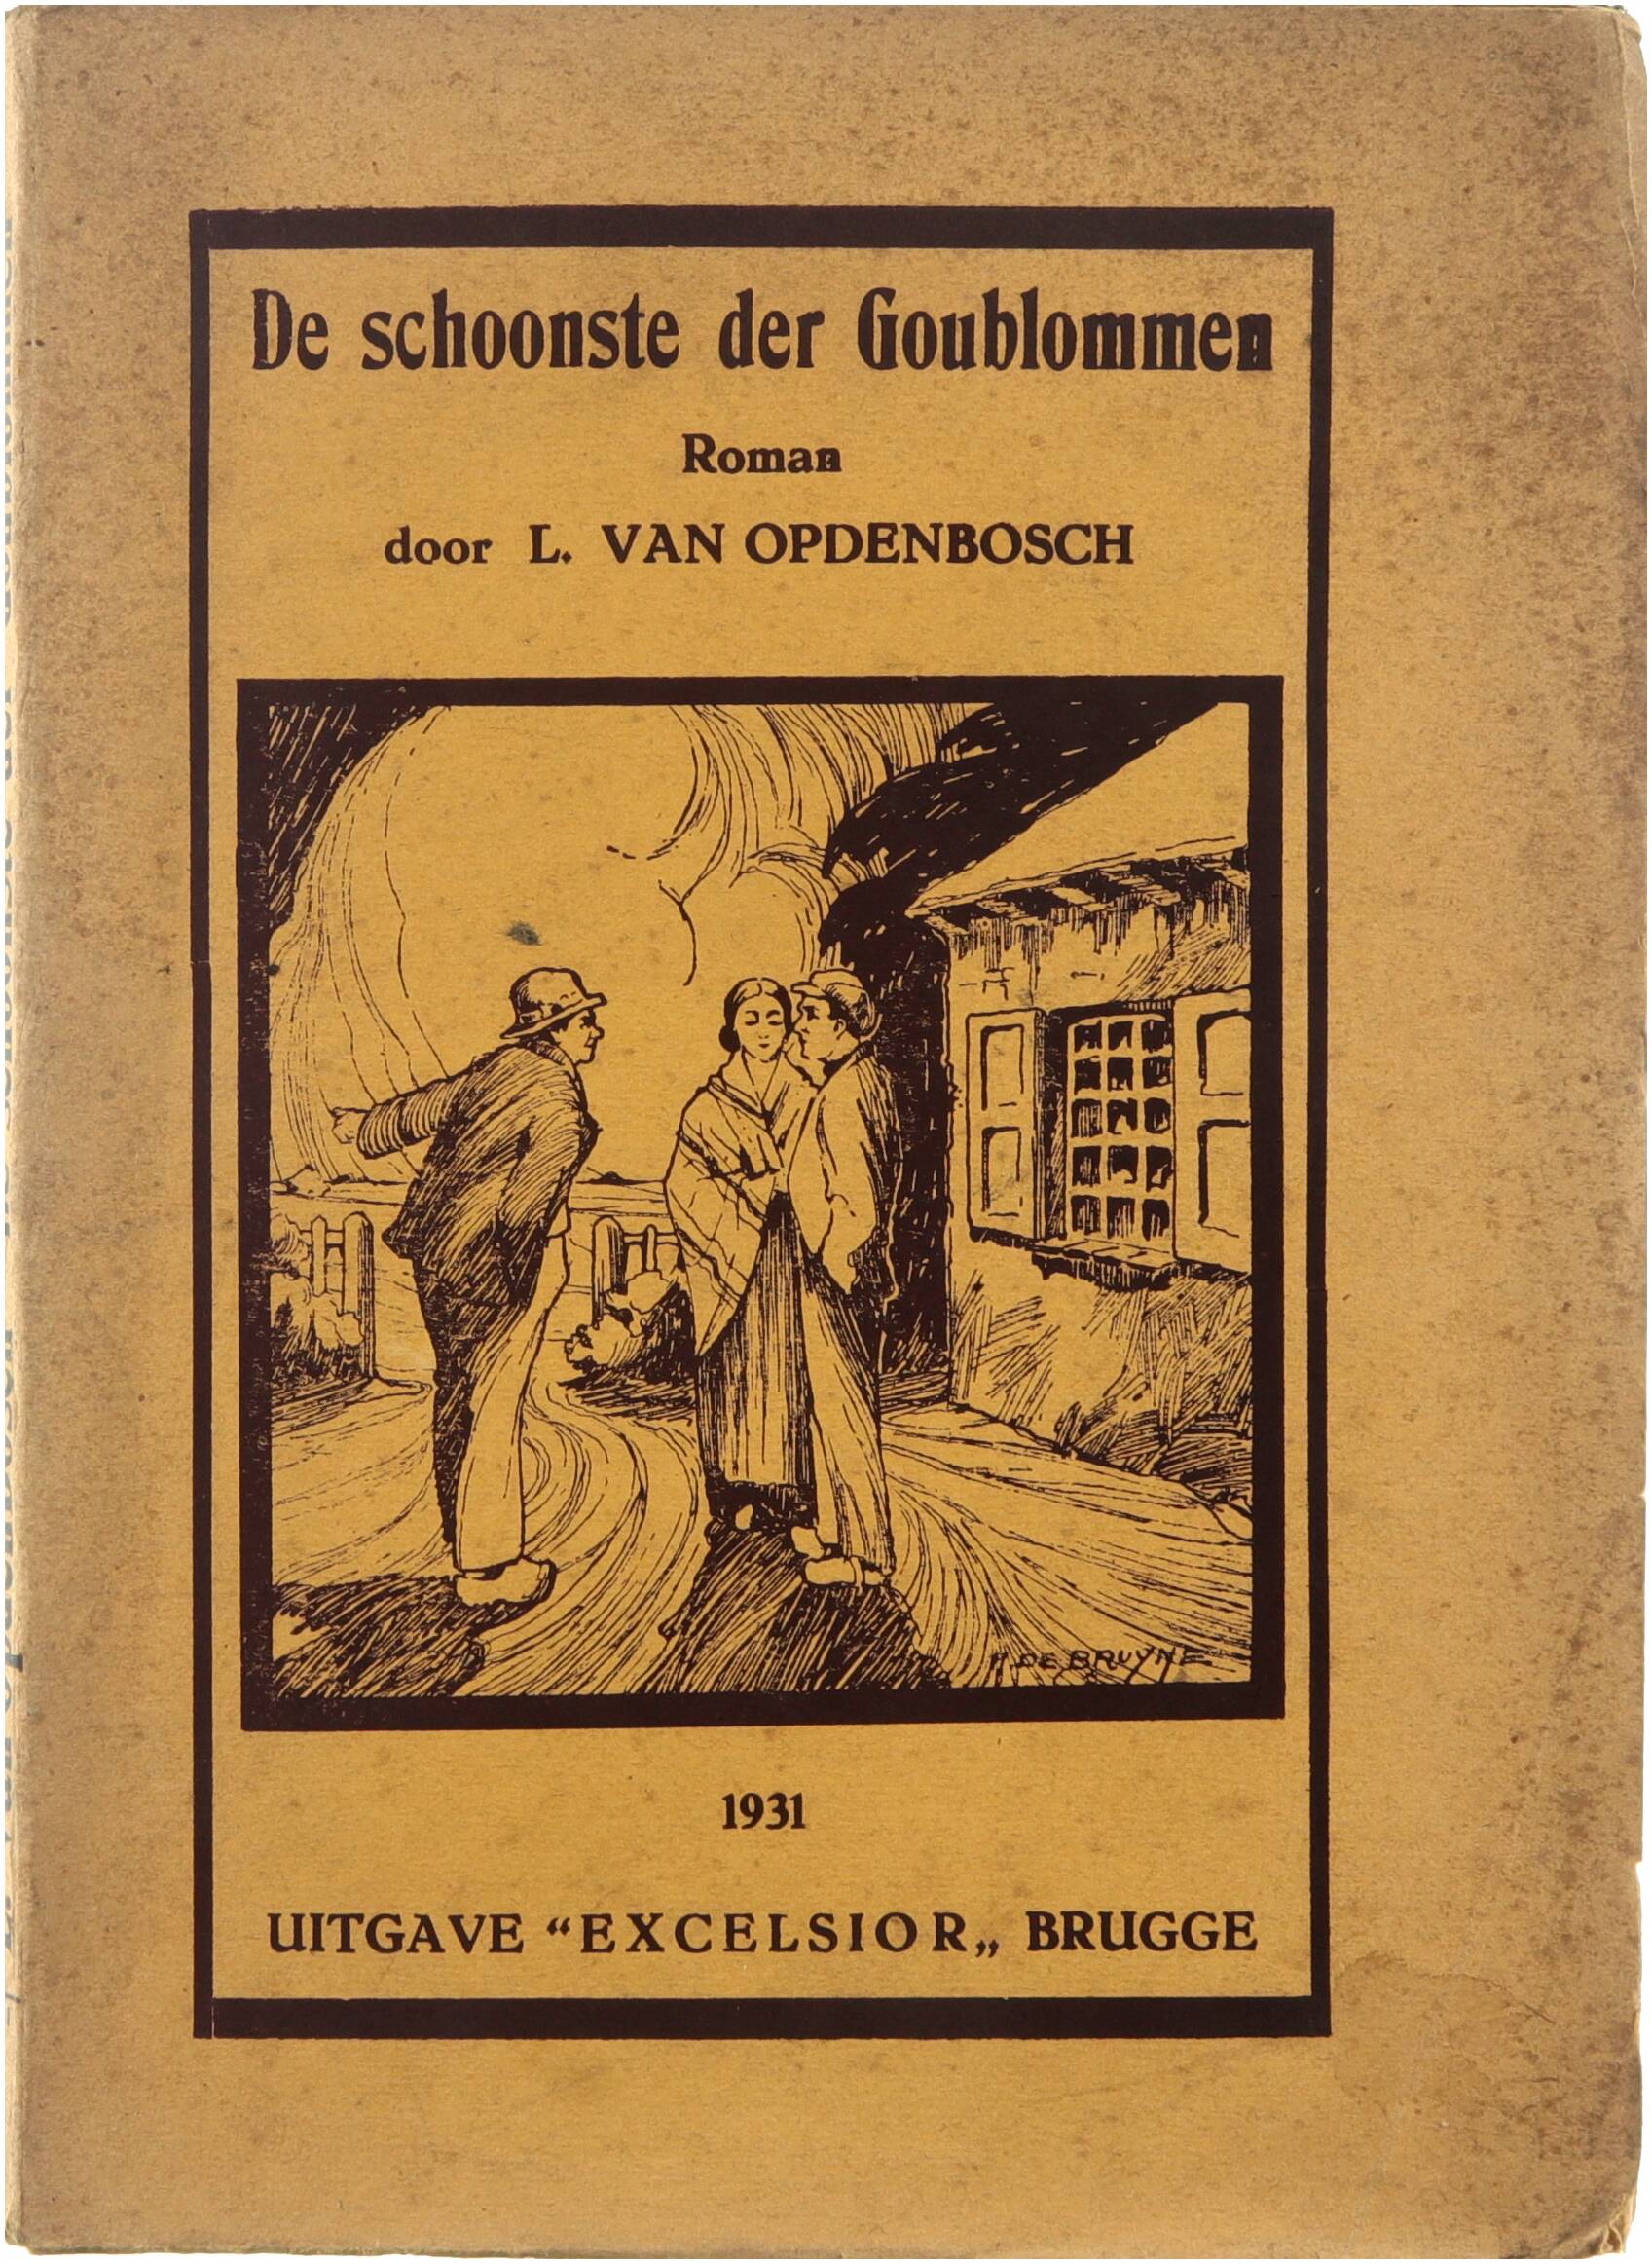 De schoonste der Goublommen
Roman
door L. VAN OPDENBOSCH
DE BRUYNE
1931
UITGAVE “EXCELSIOR„ BRUGGE